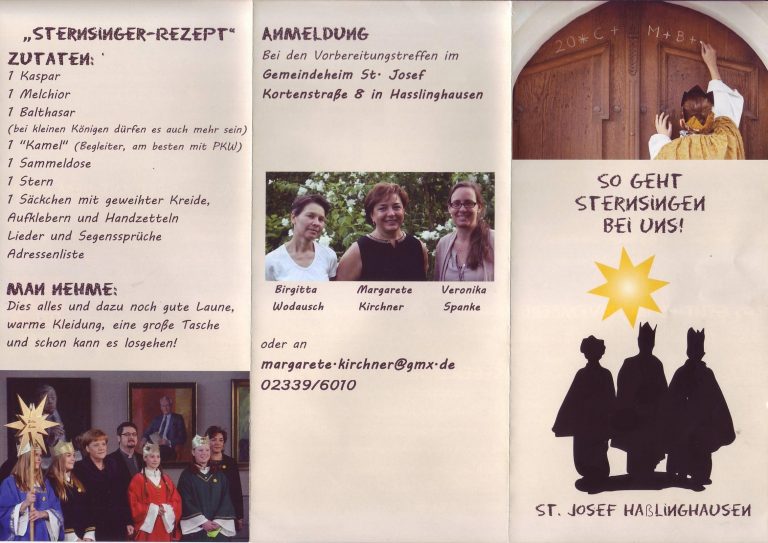 „STERNSINGER-REZEPT“
ZUTATEN:
1 Kaspar
1 Melchior
1 Balthasar
(bei kleinen Königen dürfen es auch mehr sein)
1 "Kamel" (Begleiter, am besten mit PKW)
1 Sammeldose
1 Stern
1 Säckchen mit geweihter Kreide,
Aufklebern und Handzetteln
Lieder und Segenssprüche
Adressenliste
MAN NEHME:
Dies alles und dazu noch gute Laune,
warme Kleidung, eine große Tasche
und schon kann es losgehen!
ANMELDUNG
Bei den Vorbereitungstreffen im
Gemeindeheim St. Josef
Kortenstraße 8 in Hasslinghausen
Birgitta Margarete Veronika
Wodausch Kirchner Spanke
oder an
margarete.kirchner@gmx.de
02339/6010
20*C+ M+B+
SO GEHT
STERNSINGEN
BEI UNS!
ST. JOSEF HAßLINGHAUSEN